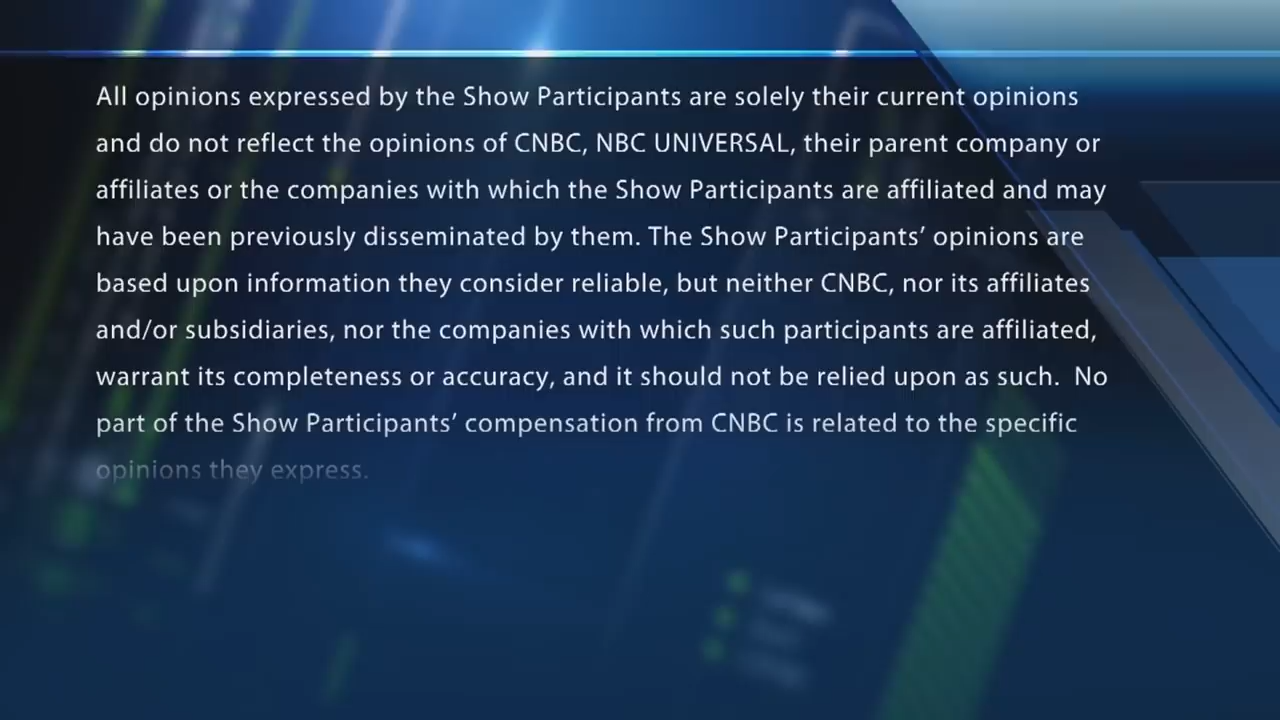 All opinions expressed by the Show Participants are solely their current opinions
and do not reflect the opinions of CNBC, NBC UNIVERSAL, their parent company or
affiliates or the companies with which the Show Participants are affiliated and may
have been previously disseminated by them. The Show Participants’ opinions are
based upon information they consider reliable, but neither CNBC, nor its affiliates
and/or subsidiaries, nor the companies with which such participants are affiliated,
warrant its completeness or accuracy, and it should not be relied upon as such.  No
part of the Show Participants’ compensation from CNBC is related to the specific
opinions they express.